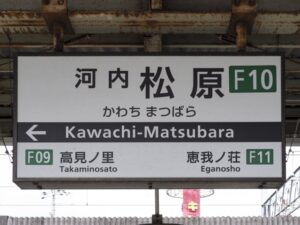 河内松原 F10
かわち まつばら
← Kawachi-Matsubara
F09 高見ノ里 恵我ノ荘 F11
Takaminosato Eganosho